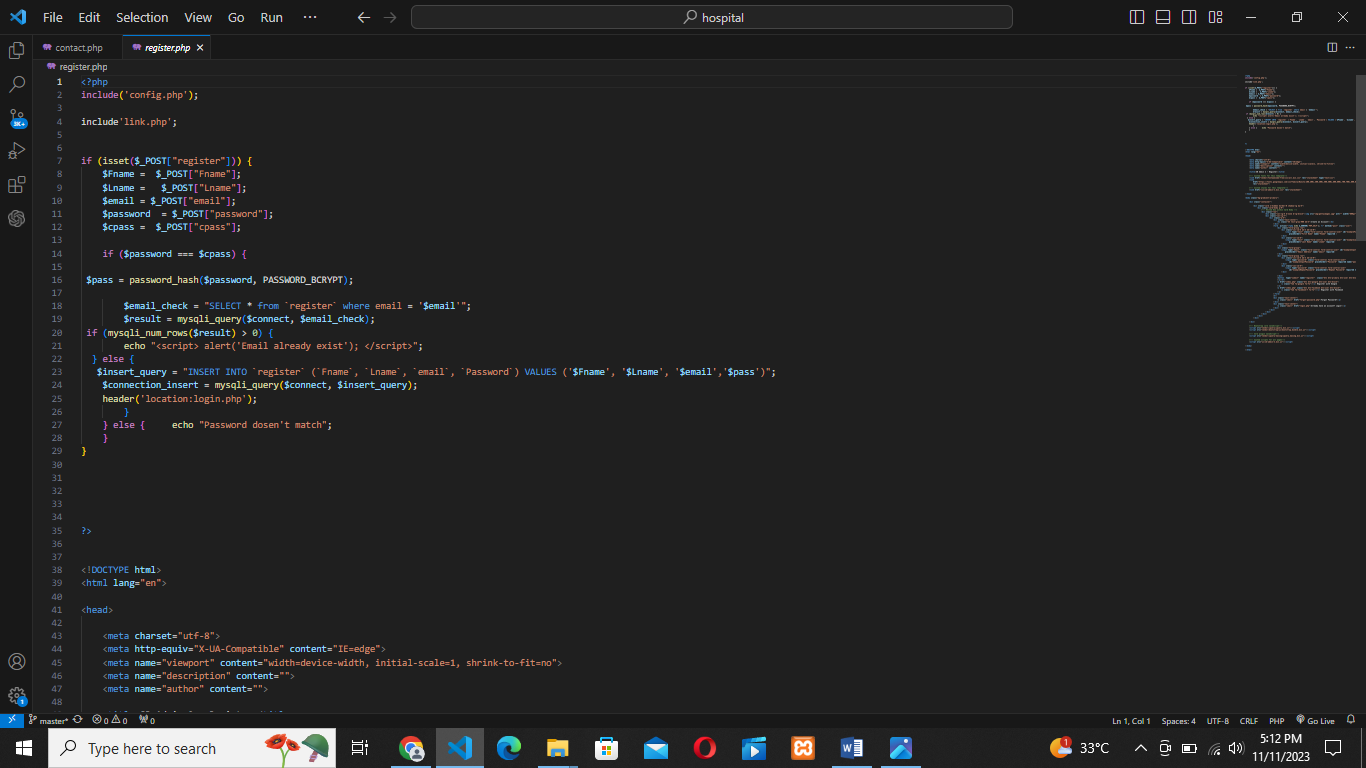 File Edit Selection View Go Run ··· hospital
contact.php register.php
register.php
1 <?php
2 include('config.php');
3
4 include'link.php';
5
6
7 if (isset($_POST["register"])) {
8 $Fname = $_POST["Fname"];
9 $Lname = $_POST["Lname"];
10 $email = $_POST["email"];
11 $password = $_POST["password"];
12 $cpass = $_POST["cpass"];
13
14 if ($password === $cpass) {
15
16 $pass = password_hash($password, PASSWORD_BCRYPT);
17
18 $email_check = "SELECT * from `register` where email = '$email'";
19 $result = mysqli_query($connect, $email_check);
20 if (mysqli_num_rows($result) > 0) {
21 echo "<script> alert('Email already exist'); </script>";
22 } else {
23 $insert_query = "INSERT INTO `register` (`Fname`, `Lname`, `email`, `Password`) VALUES ('$Fname', '$Lname', '$email','$pass')";
24 $connection_insert = mysqli_query($connect, $insert_query);
25 header('location:login.php');
26 }
27 } else { echo "Password dosen't match";
28 }
29 }
30
31
32
33
34
35 ?>
36
37
38 <!DOCTYPE html>
39 <html lang="en">
40
41 <head>
42
43 <meta charset="utf-8">
44 <meta http-equiv="X-UA-Compatible" content="IE=edge">
45 <meta name="viewport" content="width=device-width, initial-scale=1, shrink-to-fit=no">
46 <meta name="description" content="">
47 <meta name="author" content="">
48
3K+
1
master* 0 0 0 Ln 1, Col 1 Spaces: 4 UTF-8 CRLF PHP Go Live
Type here to search 1 33°C 5:12 PM
11/11/2023